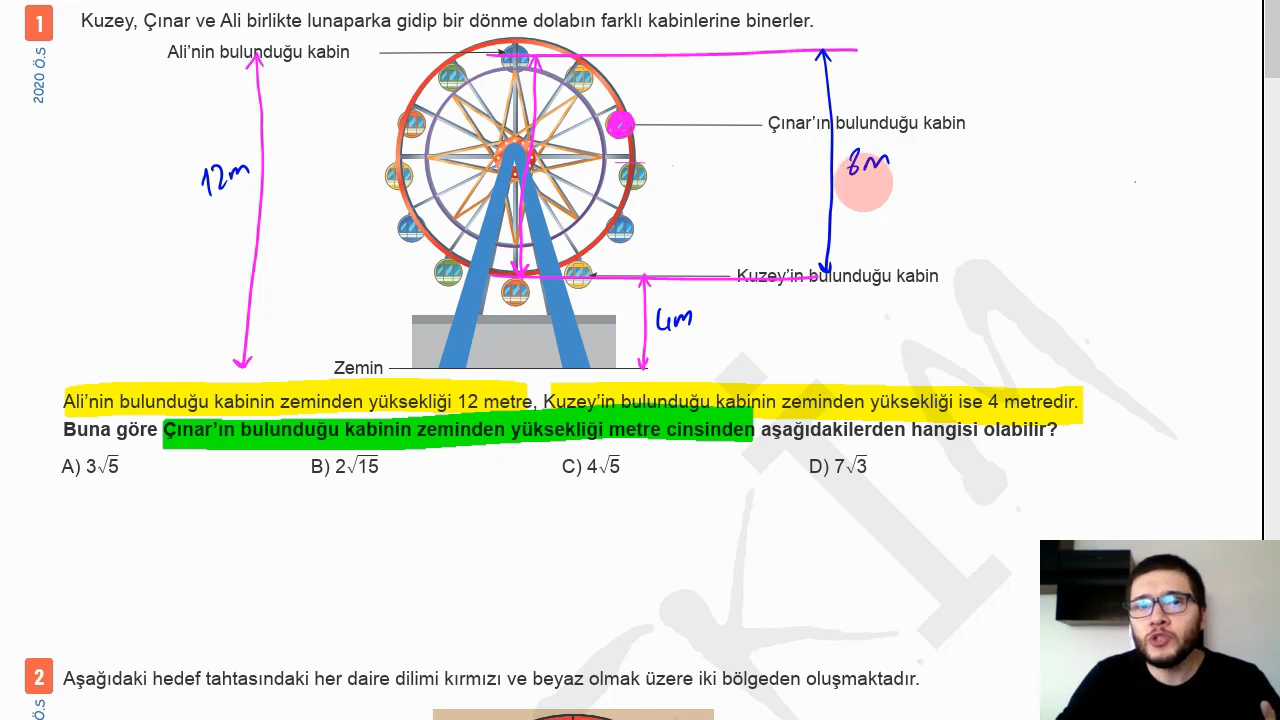 1
Kuzey, Çınar ve Ali birlikte lunaparka gidip bir dönme dolabın farklı kabinlerine binerler.
2020 Ö.S
Ali’nin bulunduğu kabin
Çınar’ın bulunduğu kabin
12m
8m
Kuzey’in bulunduğu kabin
4m
Zemin
Ali’nin bulunduğu kabinin zeminden yüksekliği 12 metre, Kuzey’in bulunduğu kabinin zeminden yüksekliği ise 4 metredir.
Buna göre Çınar’ın bulunduğu kabinin zeminden yüksekliği metre cinsinden aşağıdakilerden hangisi olabilir?
A) 3√5 B) 2√15 C) 4√5 D) 7√3
2
Aşağıdaki hedef tahtasındaki her daire dilimi kırmızı ve beyaz olmak üzere iki bölgeden oluşmaktadır.
Ö.S